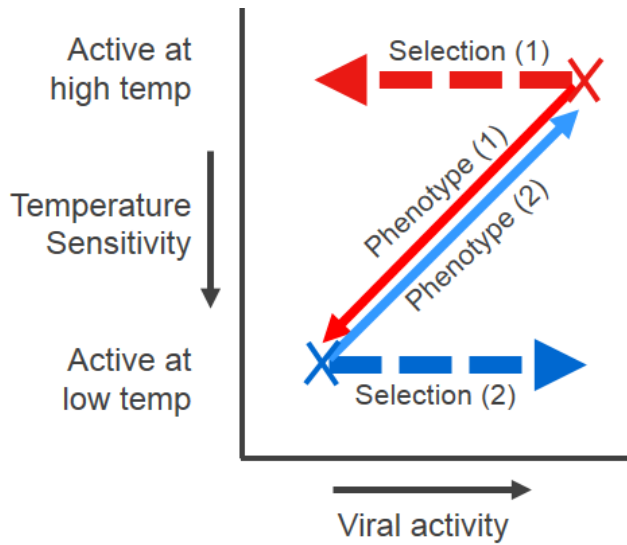 Active at
high temp
Selection (1)
Temperature
Sensitivity
Phenotype (1)
Phenotype (2)
Active at
low temp
Selection (2)
Viral activity